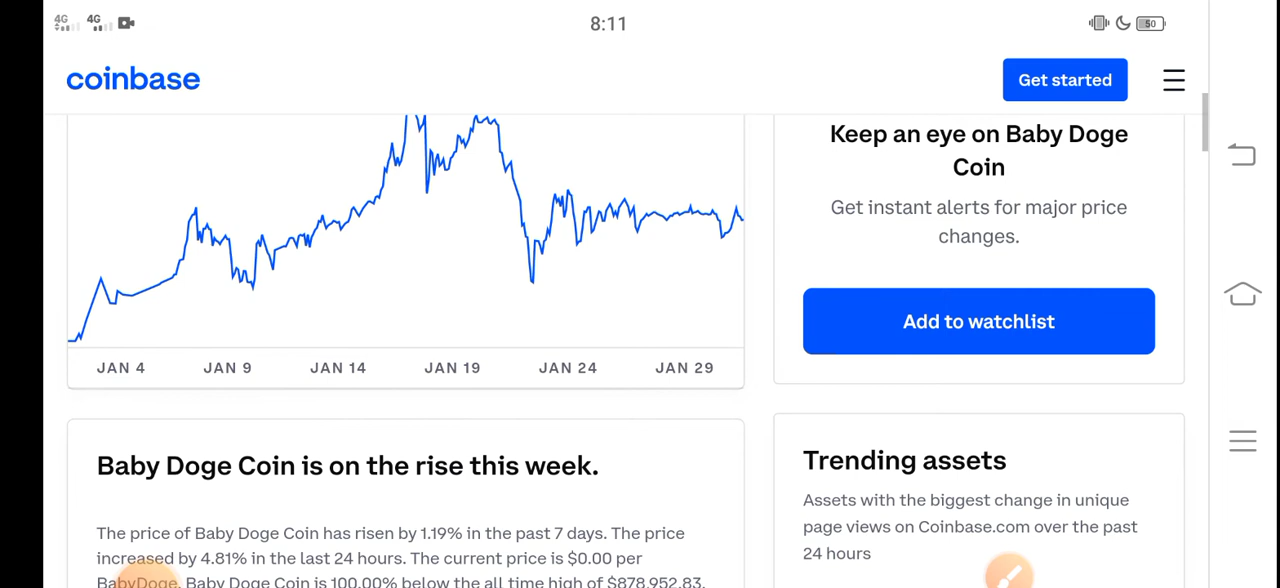 4G 4G 8:11 50
coinbase
Get started
Keep an eye on Baby Doge
Coin
Get instant alerts for major price
changes.
Add to watchlist
JAN 4 JAN 9 JAN 14 JAN 19 JAN 24 JAN 29
Baby Doge Coin is on the rise this week.
The price of Baby Doge Coin has risen by 1.19% in the past 7 days. The price
increased by 4.81% in the last 24 hours. The current price is $0.00 per
BabyDoge. Baby Doge Coin is 100.00% below the all time high of $878,952.83.
Trending assets
Assets with the biggest change in unique
page views on Coinbase.com over the past
24 hours